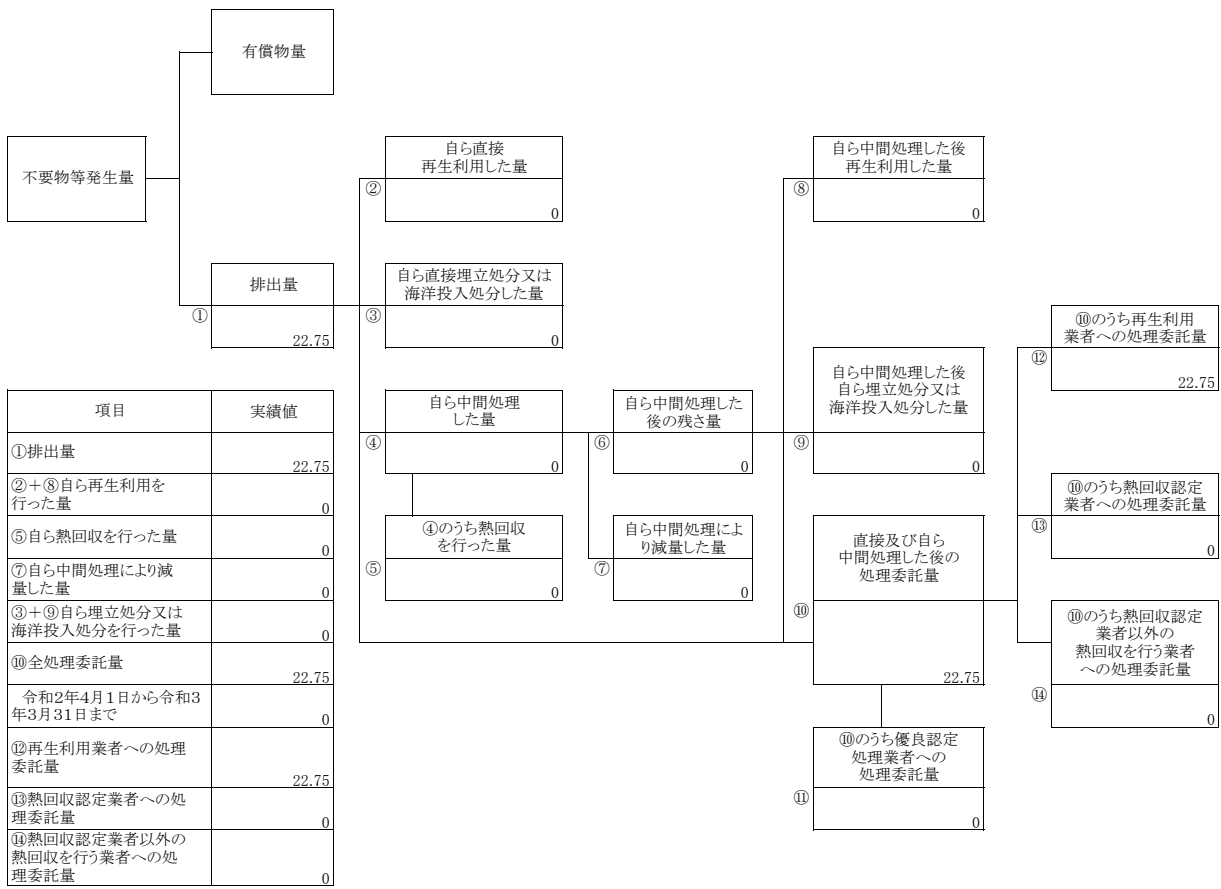 有償物量
不要物等発生量
自ら直接
再生利用した量
②
0
自ら中間処理した後
再生利用した量
⑧
0
排出量
①
22.75
自ら直接埋立処分又は
海洋投入処分した量
③
0
⑩のうち再生利用
業者への処理委託量
⑫
22.75
自ら中間処理
した量
④
0
自ら中間処理した
後の残さ量
⑥
0
自ら中間処理した後
自ら埋立処分又は
海洋投入処分した量
⑨
0
④のうち熱回収
を行った量
⑤
0
自ら中間処理によ
り減量した量
⑦
0
直接及び自ら
中間処理した後の
処理委託量
⑩
22.75
⑩のうち熱回収認定
業者への処理委託量
⑬
0
⑩のうち熱回収認定
業者以外の
熱回収を行う業者
への処理委託量
⑭
0
⑩のうち優良認定
処理業者への
処理委託量
⑪
0
項目 実績値
①排出量
22.75
②+⑧自ら再生利用を
行った量
0
⑤自ら熱回収を行った量
0
⑦自ら中間処理により減
量した量
0
③+⑨自ら埋立処分又は
海洋投入処分を行った量
0
⑩全処理委託量
22.75
令和2年4月1日から令和3
年3月31日まで
0
⑫再生利用業者への処理
委託量
22.75
⑬熱回収認定業者への処
理委託量
0
⑭熱回収認定業者以外の
熱回収を行う業者への処
理委託量
0